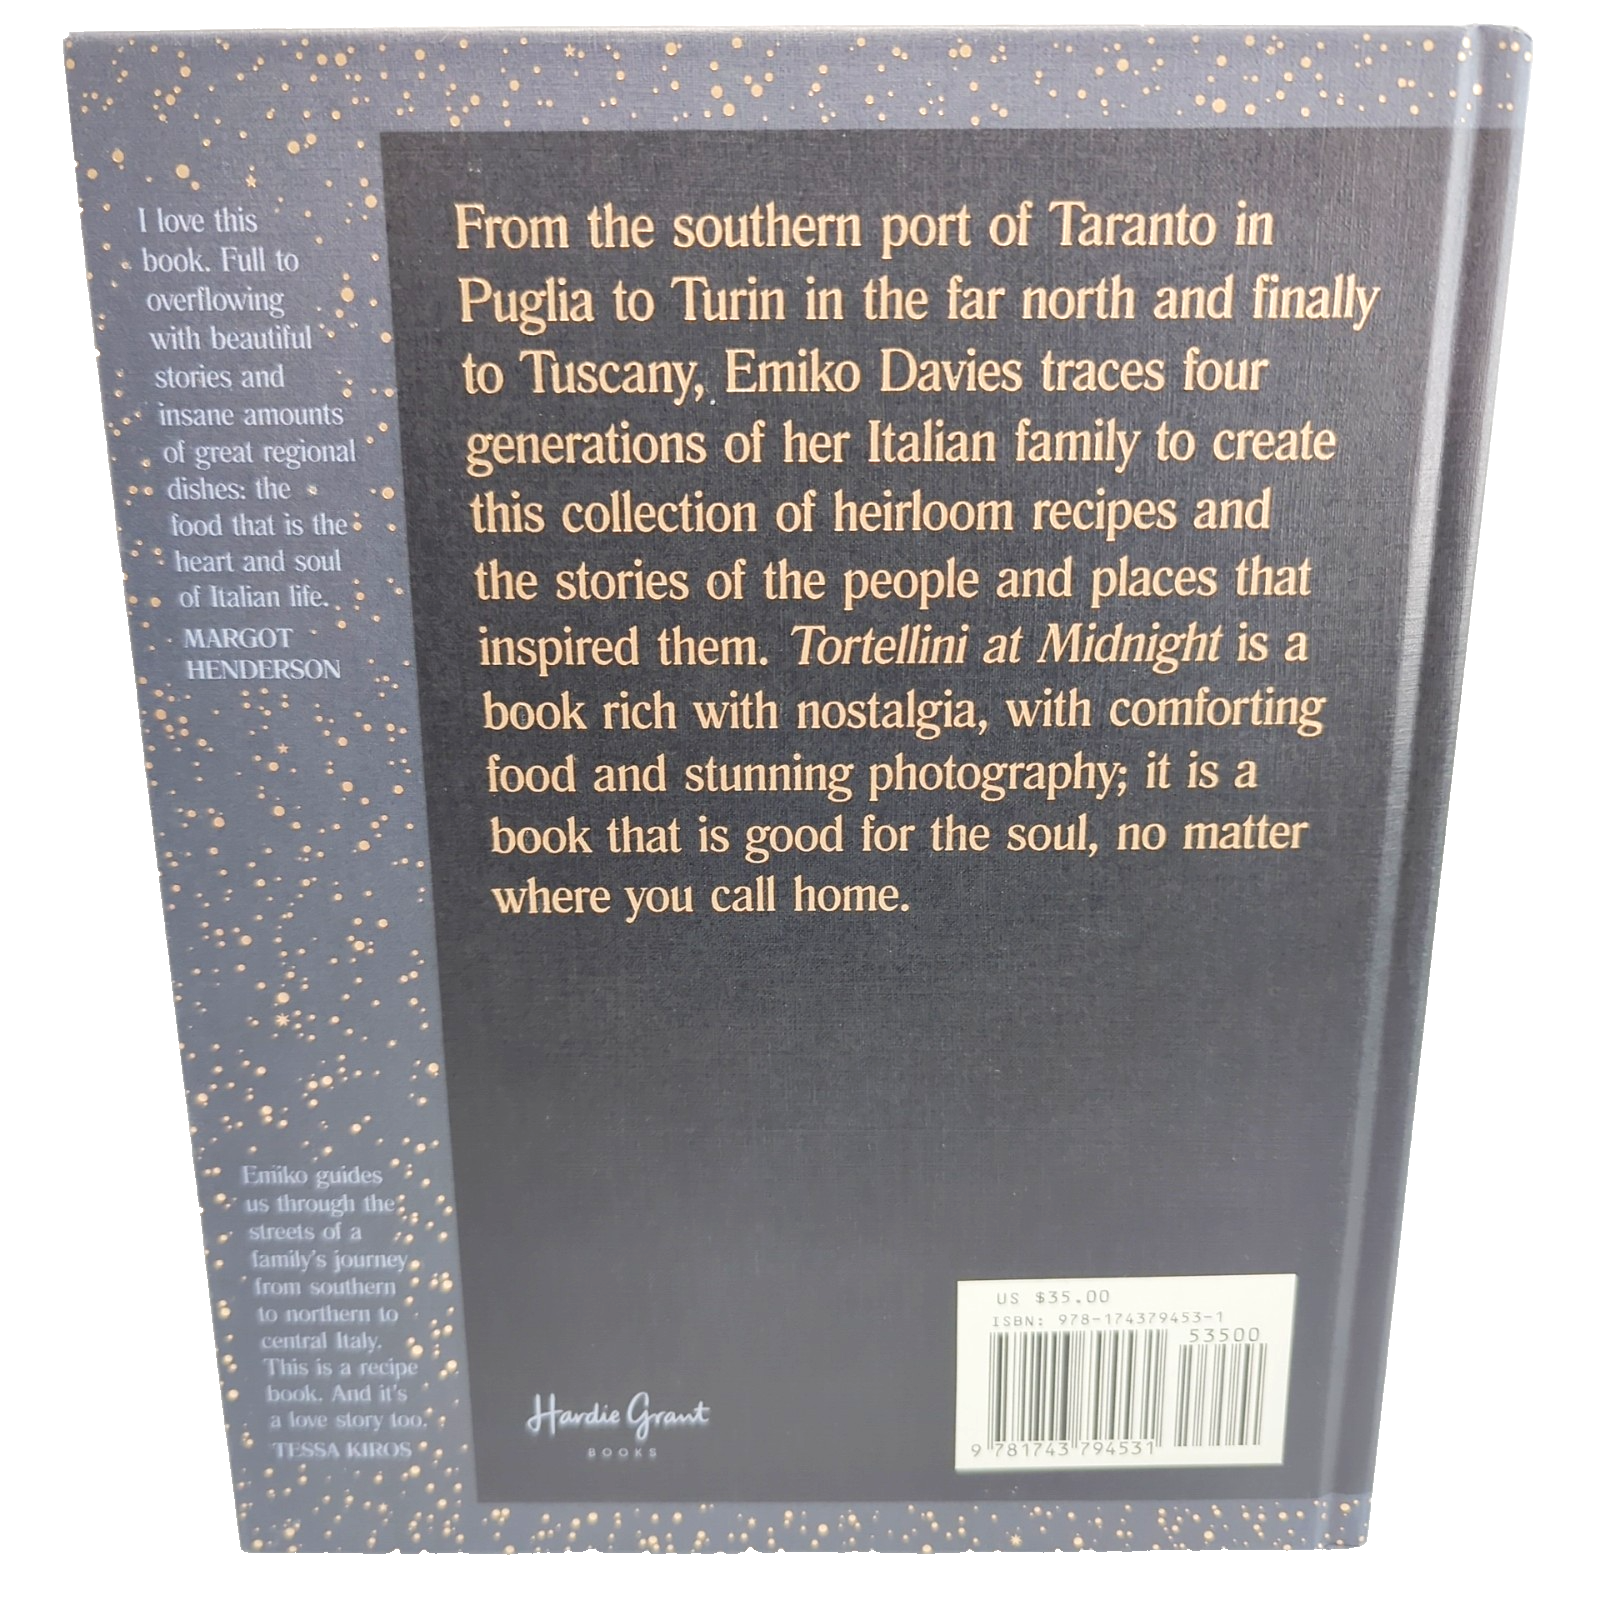 I love this
book. Full to
overflowing
with beautiful
stories and
insane amounts
of great regional
dishes: the
food that is the
heart and soul
of Italian life.
MARGOT
HENDERSON
Emiko guides
us through the
streets of a
family's journey
from southern
to northern to
central Italy.
This is a recipe
book. And it's
a love story too.
TESSA KIROS
From the southern port of Taranto in
Puglia to Turin in the far north and finally
to Tuscany, Emiko Davies traces four
generations of her Italian family to create
this collection of heirloom recipes and
the stories of the people and places that
inspired them. Tortellini at Midnight is a
book rich with nostalgia, with comforting
food and stunning photography; it is a
book that is good for the soul, no matter
where you call home.
Hardie Grant
BOOKS
US $35.00
ISBN: 978-174379453-1
53500
9 781743 794531